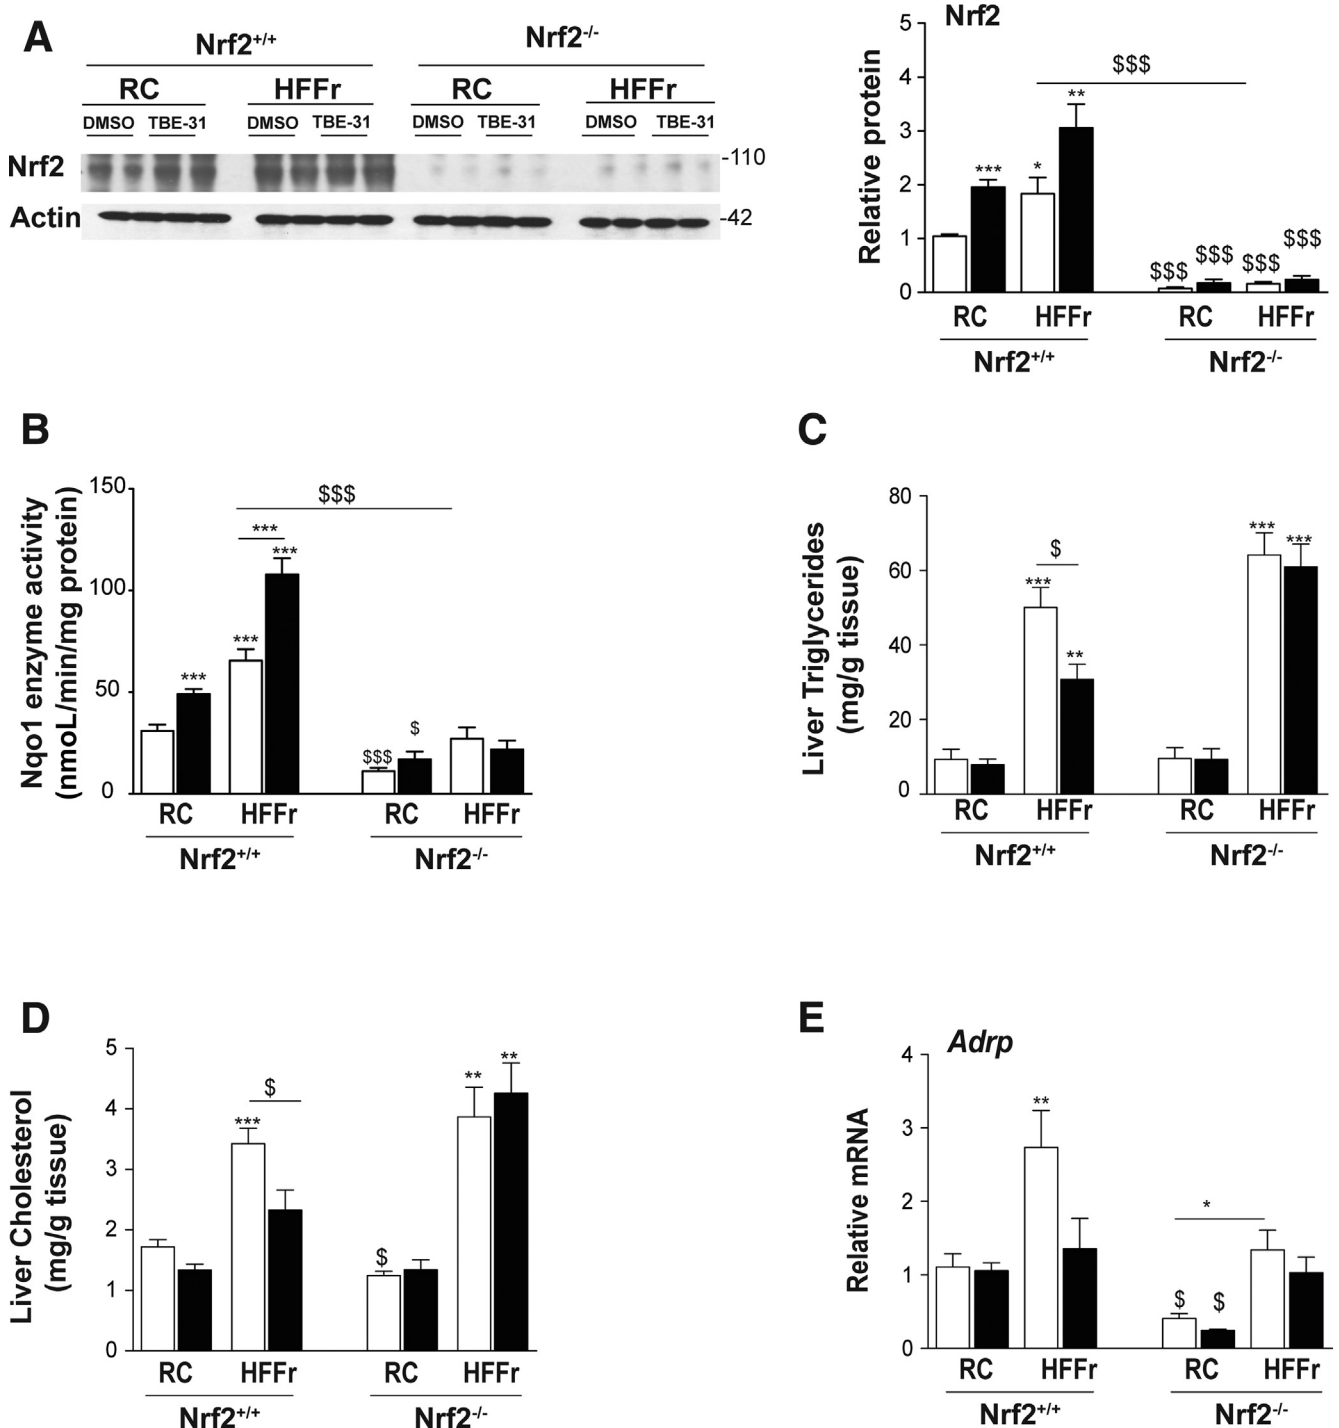 A
Nrf2+/+
Nrf2-/-
RC
HFFr
RC
HFFr
DMSO
TBE-31
DMSO
TBE-31
DMSO
TBE-31
DMSO
TBE-31
Nrf2
-110
Actin
-42
Nrf2
Relative protein
5
4
3
2
1
0
$$$
***
*
**
$$$
$$$
$$$
$$$
RC
HFFr
RC
HFFr
Nrf2+/+
Nrf2-/-
B
Nqo1 enzyme activity
(nmoL/min/mg protein)
150
100
50
0
$$$
***
***
***
***
$$$
$
RC
HFFr
RC
HFFr
Nrf2+/+
Nrf2-/-
C
Liver Triglycerides
(mg/g tissue)
80
60
40
20
0
$
***
**
***
***
RC
HFFr
RC
HFFr
Nrf2+/+
Nrf2-/-
D
Liver Cholesterol
(mg/g tissue)
5
4
3
2
1
0
$
***
$
**
**
RC
HFFr
RC
HFFr
Nrf2+/+
Nrf2-/-
E
Adrp
Relative mRNA
4
3
2
1
0
**
*
$
$
RC
HFFr
RC
HFFr
Nrf2+/+
Nrf2-/-